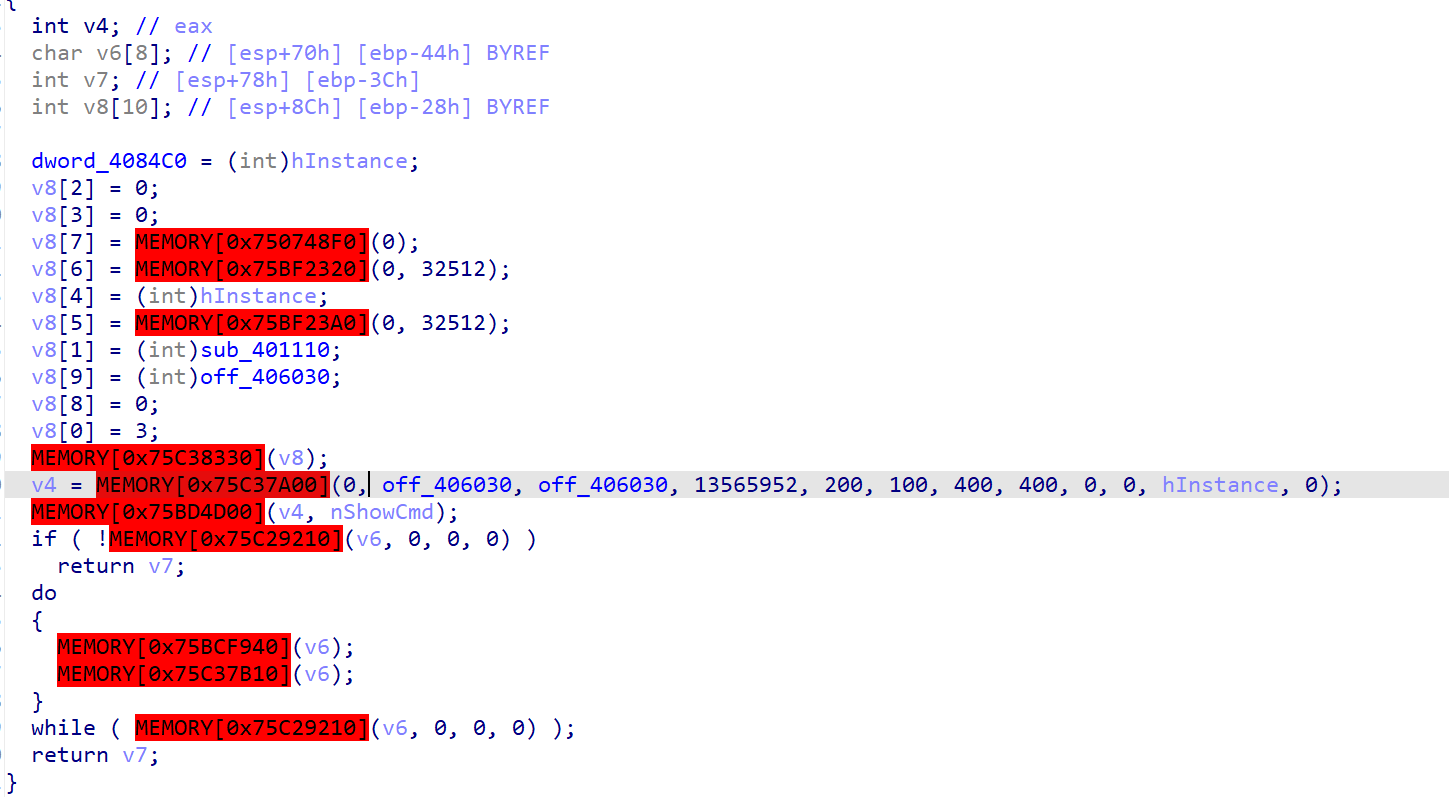 {
int v4; // eax
char v6[8]; // [esp+70h] [ebp-44h] BYREF
int v7; // [esp+78h] [ebp-3Ch]
int v8[10]; // [esp+8Ch] [ebp-28h] BYREF
dword_4084C0 = (int)hInstance;
v8[2] = 0;
v8[3] = 0;
v8[7] = MEMORY[0x750748F0](0);
v8[6] = MEMORY[0x75BF2320](0, 32512);
v8[4] = (int)hInstance;
v8[5] = MEMORY[0x75BF23A0](0, 32512);
v8[1] = (int)sub_401110;
v8[9] = (int)off_406030;
v8[8] = 0;
v8[0] = 3;
MEMORY[0x75C38330](v8);
v4 = MEMORY[0x75C37A00](0, off_406030, off_406030, 13565952, 200, 100, 400, 400, 0, 0, hInstance, 0);
MEMORY[0x75BD4D00](v4, nShowCmd);
if ( !MEMORY[0x75C29210](v6, 0, 0, 0) )
return v7;
do
{
MEMORY[0x75BCF940](v6);
MEMORY[0x75C37B10](v6);
}
while ( MEMORY[0x75C29210](v6, 0, 0, 0) );
return v7;
}